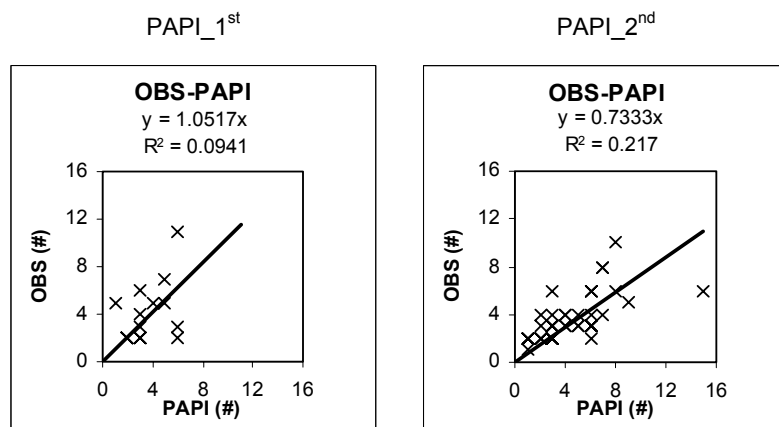 PAPI_1st
OBS-PAPI
y = 1.0517x
R² = 0.0941
16
12
8
4
0
OBS (#)
0 4 8 12 16
PAPI (#)
PAPI_2nd
OBS-PAPI
y = 0.7333x
R² = 0.217
16
12
8
4
0
OBS (#)
0 4 8 12 16
PAPI (#)